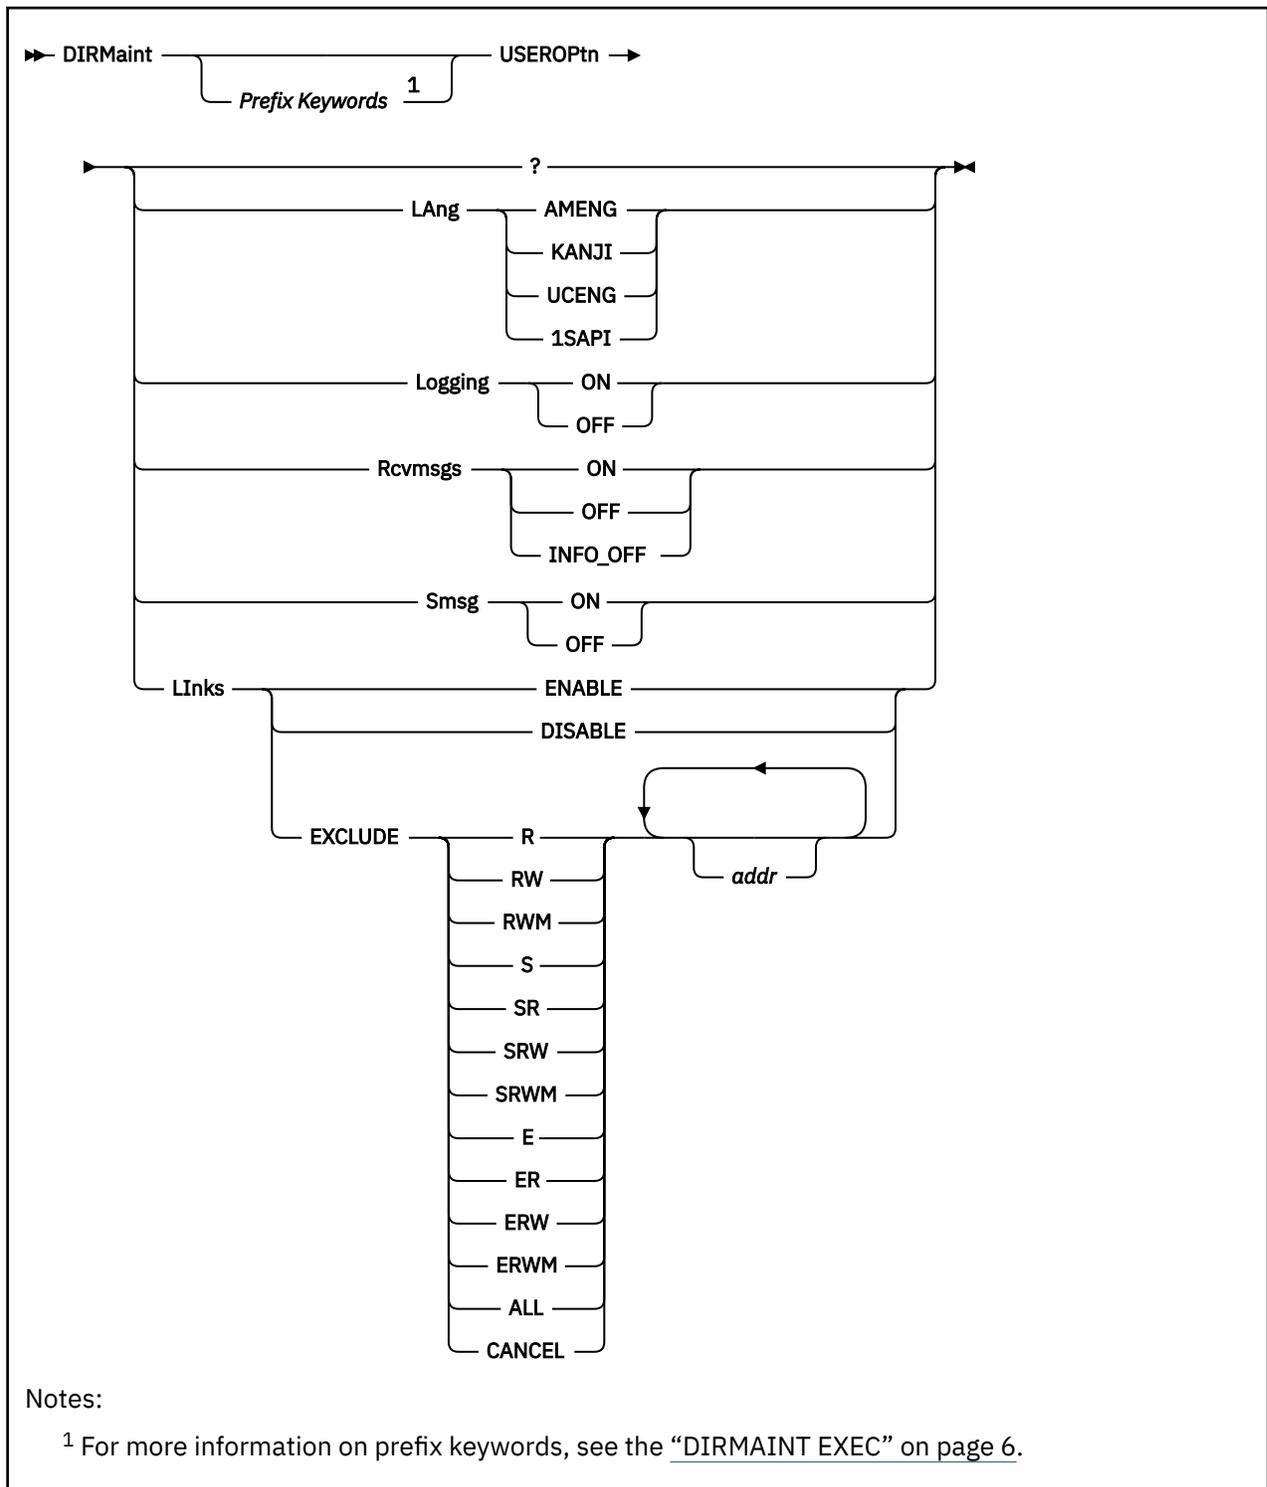 DIRMaint USEROPtn
Prefix Keywords 1
?
LAng AMENG
KANJI
UCENG
1SAPI
Logging ON
OFF
Rcvmsgs ON
OFF
INFO_OFF
Smsg ON
OFF
LInks ENABLE
DISABLE
EXCLUDE R
RW addr
RWM
S
SR
SRW
SRWM
E
ER
ERW
ERWM
ALL
CANCEL
Notes:
1 For more information on prefix keywords, see the “DIRMAINT EXEC” on page 6.